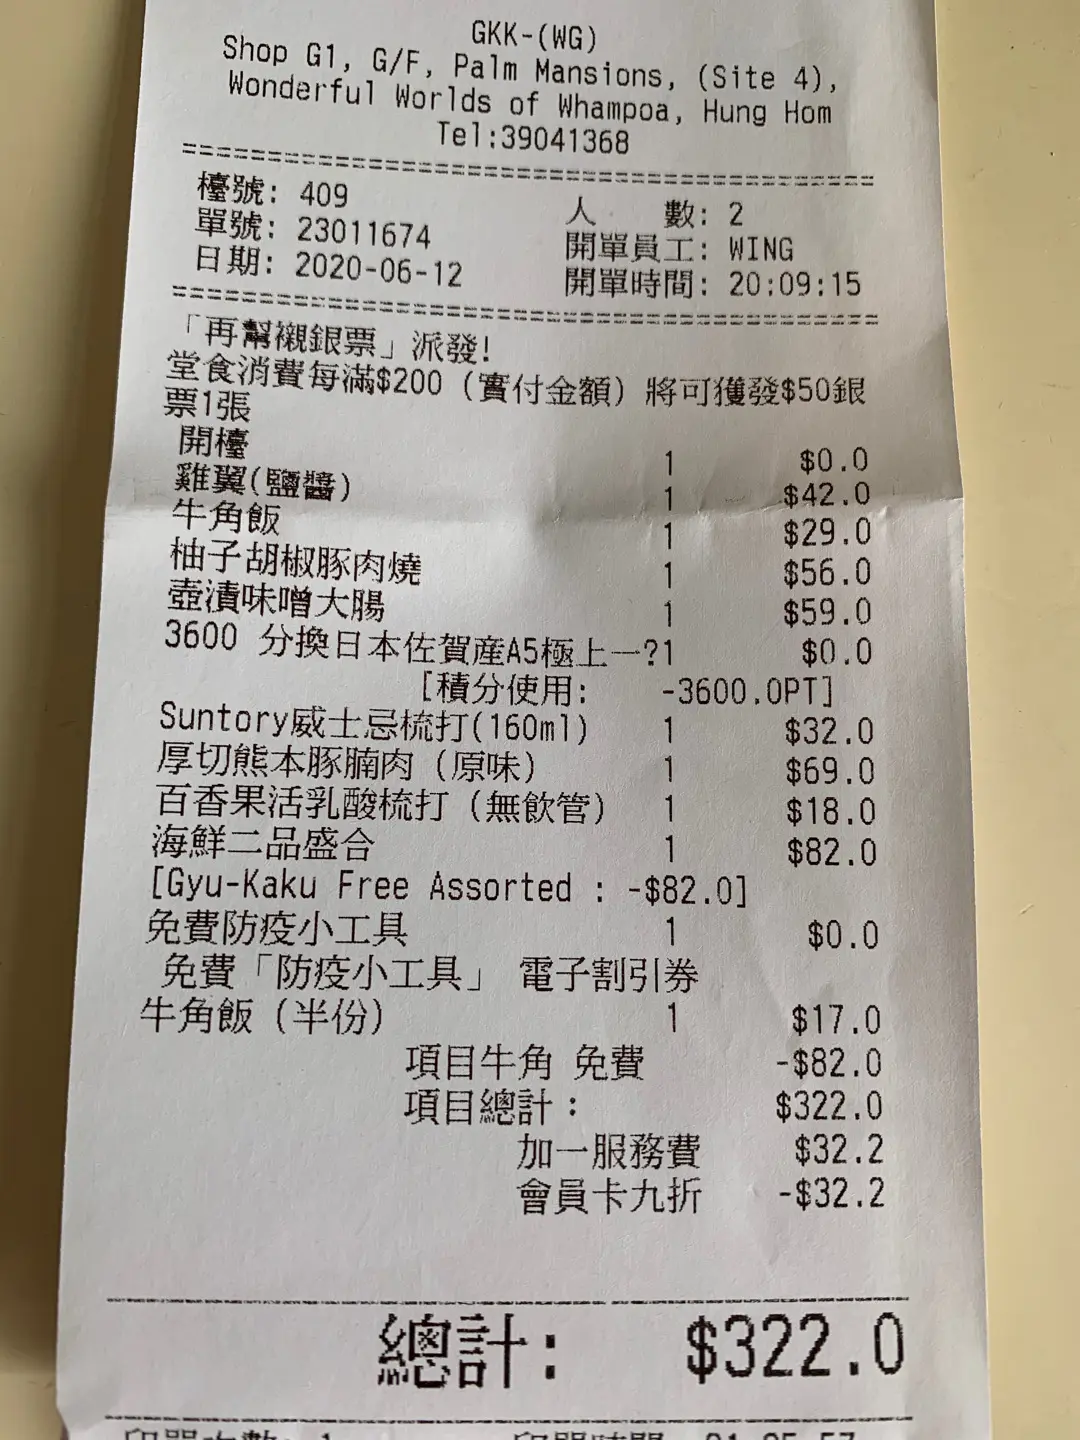 GKK-(WG)
Shop G1, G/F, Palm Mansions, (Site 4),
Wonderful Worlds of Whampoa, Hung Hom
Tel:39041368
檯號: 409 人 數: 2
單號: 23011674 開單員工: WING
日期: 2020-06-12 開單時間: 20:09:15
「再幫襯銀票」派發!
堂食消費每滿$200 (實付金額) 將可獲發$50銀
票1張
開檯 1 $0.0
雞翼(鹽醬) 1 $42.0
牛角飯 1 $29.0
柚子胡椒豚肉燒 1 $56.0
壺漬味噌大腸 1 $59.0
3600 分換日本佐賀產A5極上一?1 $0.0
[積分使用: -3600.0PT]
Suntory威士忌梳打(160ml) 1 $32.0
厚切熊本豚腩肉 (原味) 1 $69.0
百香果活乳酸梳打 (無飲管) 1 $18.0
海鮮二品盛合 1 $82.0
[Gyu-Kaku Free Assorted : -$82.0]
免費防疫小工具 1 $0.0
免費「防疫小工具」 電子割引券
牛角飯 (半份) 1 $17.0
項目牛角 免費 -$82.0
項目總計: $322.0
加一服務費 $32.2
會員卡九折 -$32.2
總計: $322.0